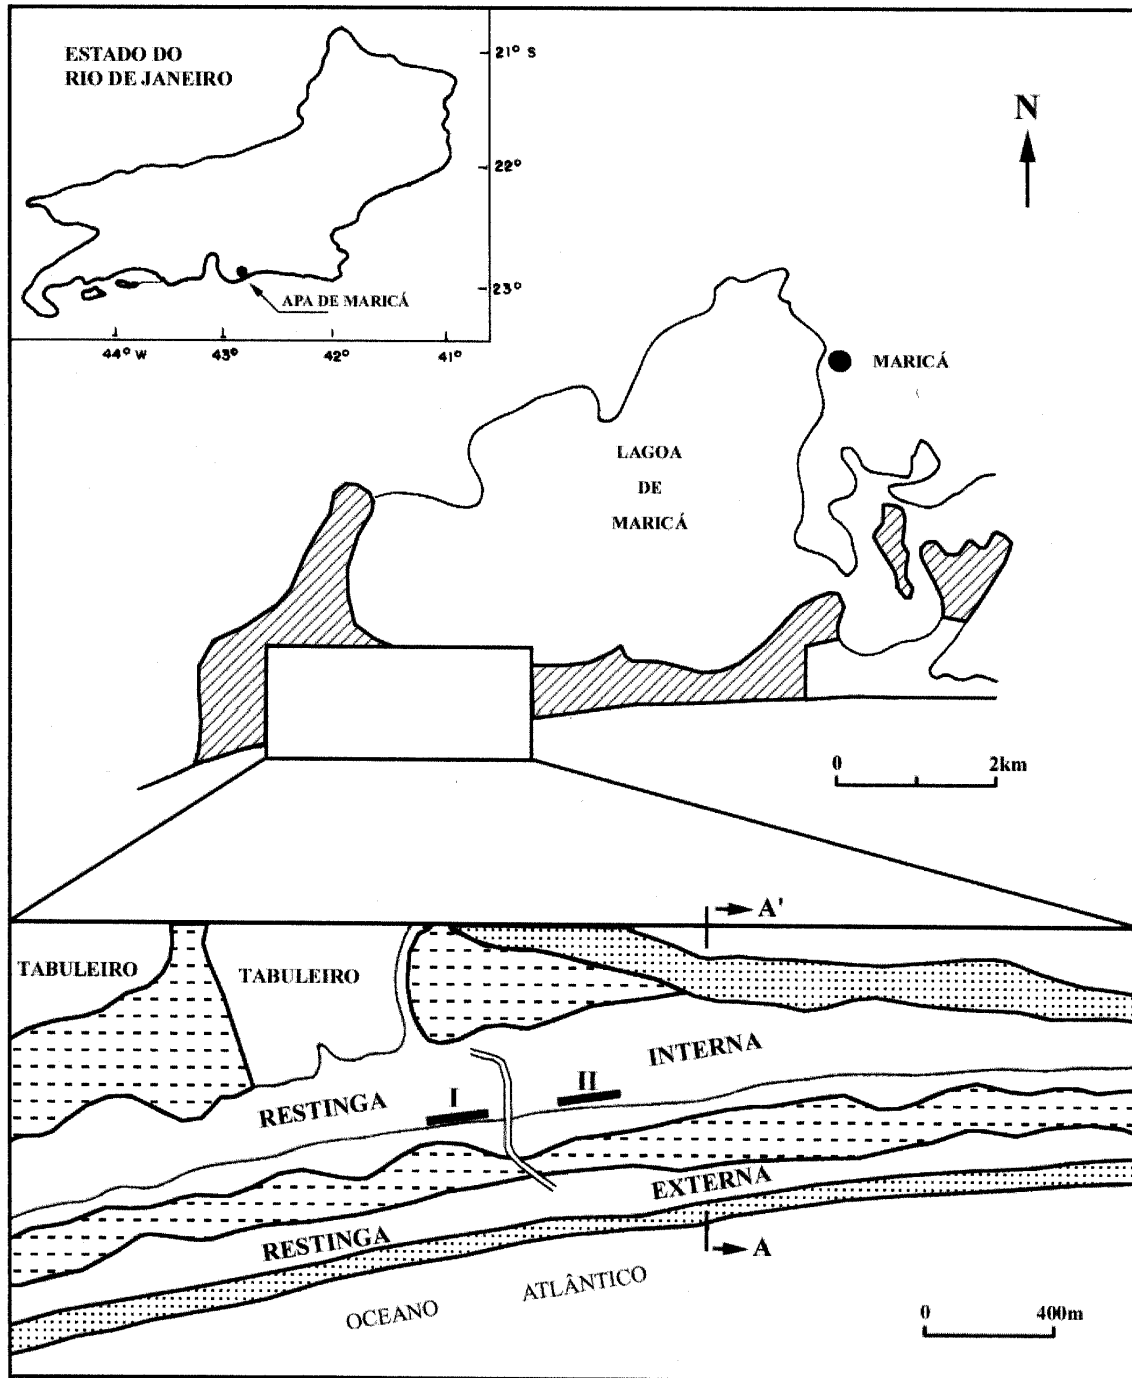 ESTADO DO
RIO DE JANEIRO
21° S
22°
23°
APA DE MARICÁ
44° W
43°
42°
41°
N
MARICÁ
LAGOA
DE
MARICÁ
0
2km
A'
TABULEIRO
TABULEIRO
INTERNA
II
I
RESTINGA
EXTERNA
RESTINGA
A
ATLÂNTICO
OCEANO
0
400m